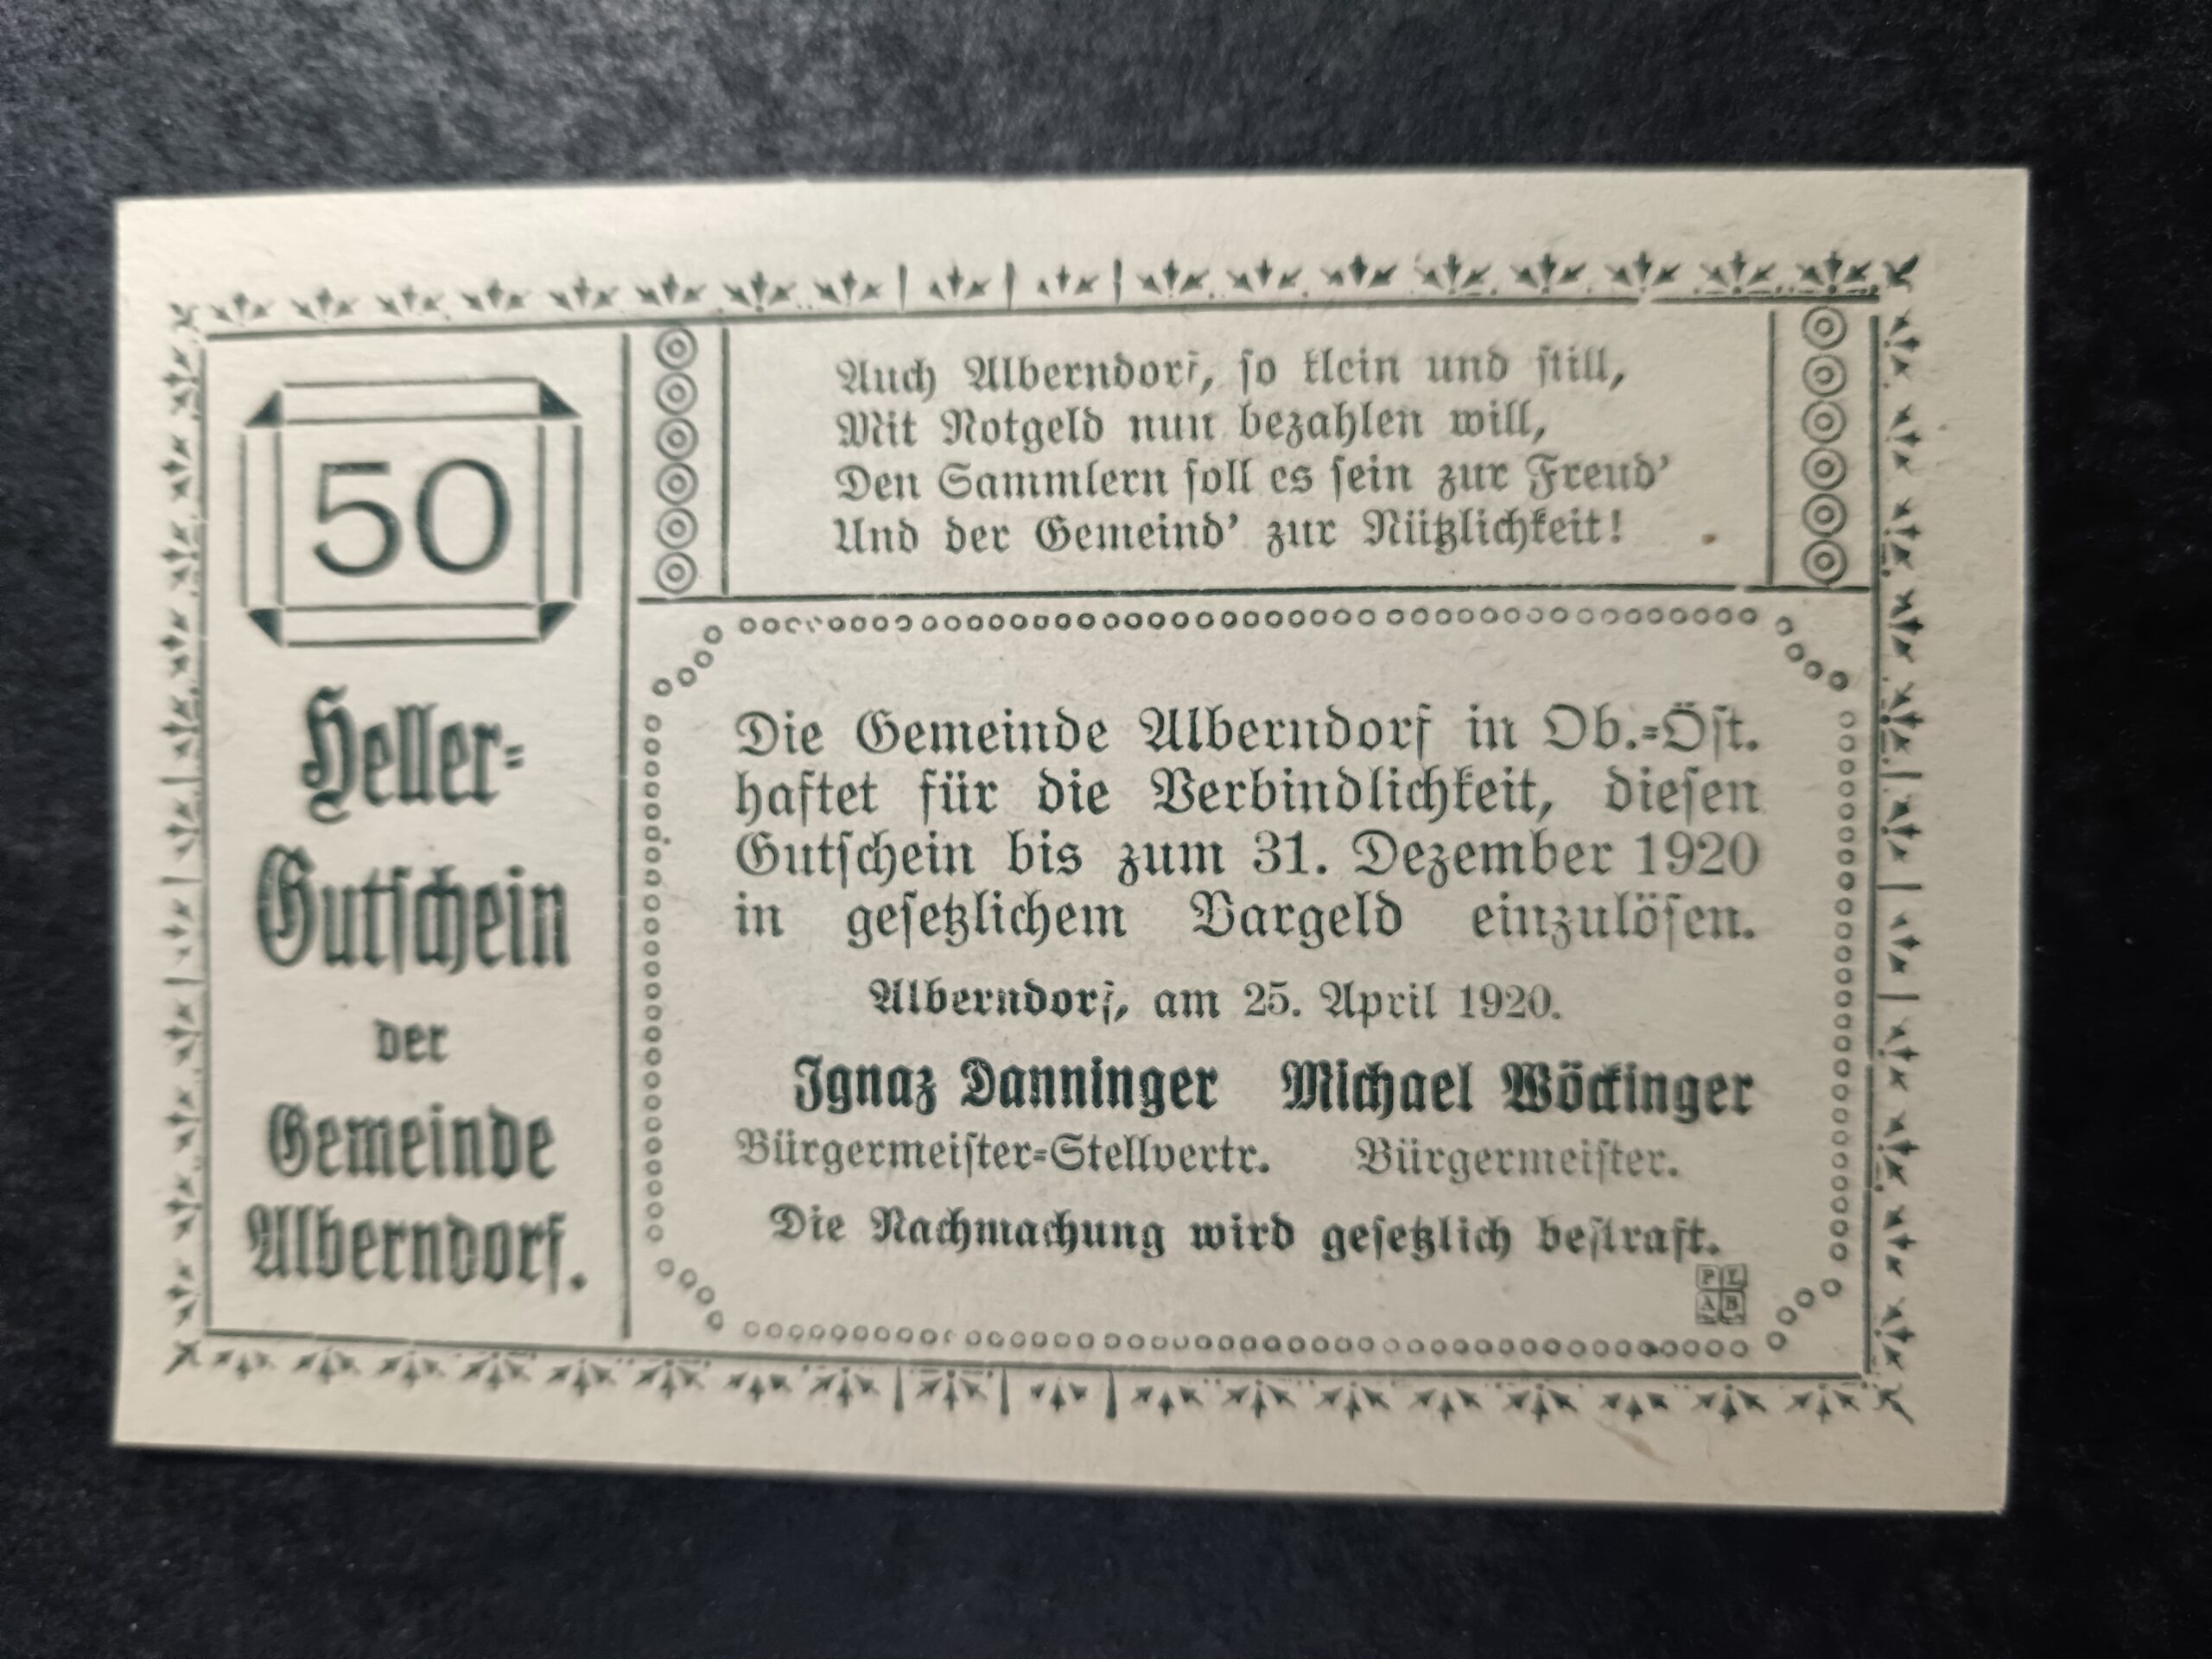 50
Heller-
Gutschein
der
Gemeinde
Alberndorf.
Auch Alberndorf, so klein und still,
Mit Notgeld nun bezahlen will,
Den Sammlern soll es sein zur Freud'
Und der Gemeind' zur Nützlichkeit!
Die Gemeinde Alberndorf in Ob.-Öst.
haftet für die Verbindlichkeit, diesen
Gutschein bis zum 31. Dezember 1920
in gesetzlichem Bargeld einzulösen.
Alberndorf, am 25. April 1920.
Ignaz Danninger Michael Wöckinger
Bürgermeister-Stellvertr. Bürgermeister.
Die Nachmachung wird gesetzlich bestraft.